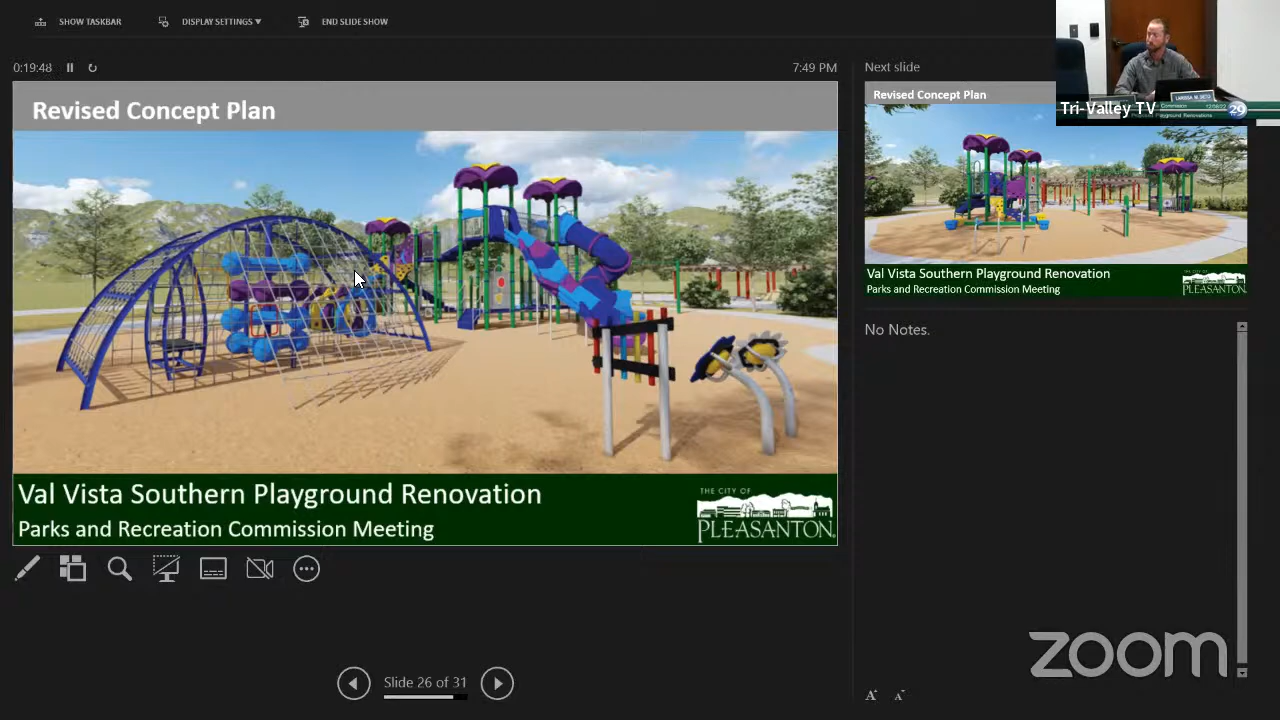 SHOW TASKBAR
DISPLAY SETTINGS ▼
END SLIDE SHOW
0:19:48
7:49 PM
Revised Concept Plan
Val Vista Southern Playground Renovation
Parks and Recreation Commission Meeting
THE CITY OF
PLEASANTON.
Slide 26 of 31
Next slide
Revised Concept Plan
Val Vista Southern Playground Renovation
Parks and Recreation Commission Meeting
THE CITY OF
PLEASANTON
No Notes.
A A
Tri-Valley TV
29
zoom